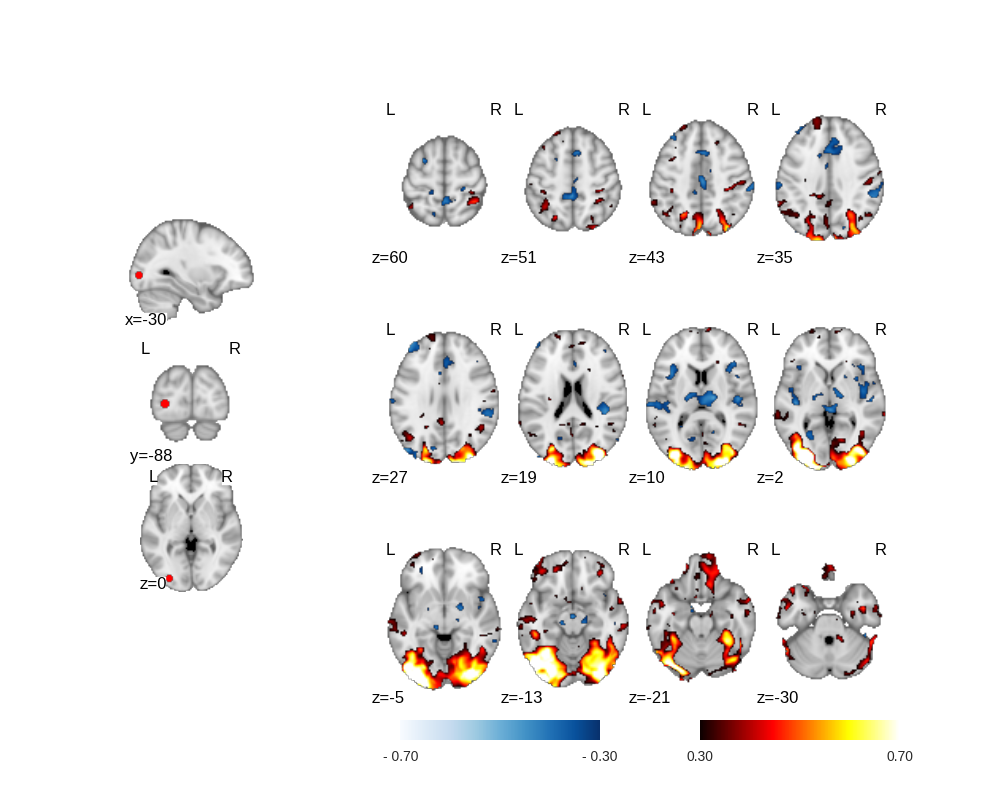 L R L R L R L R
z=60 z=51 z=43 z=35
x=-30
L R
y=-88
L R
z=0
L R L R L R L R
z=27 z=19 z=10 z=2
L R L R L R L R
z=-5 z=-13 z=-21 z=-30
- 0.70 - 0.30 0.30 0.70